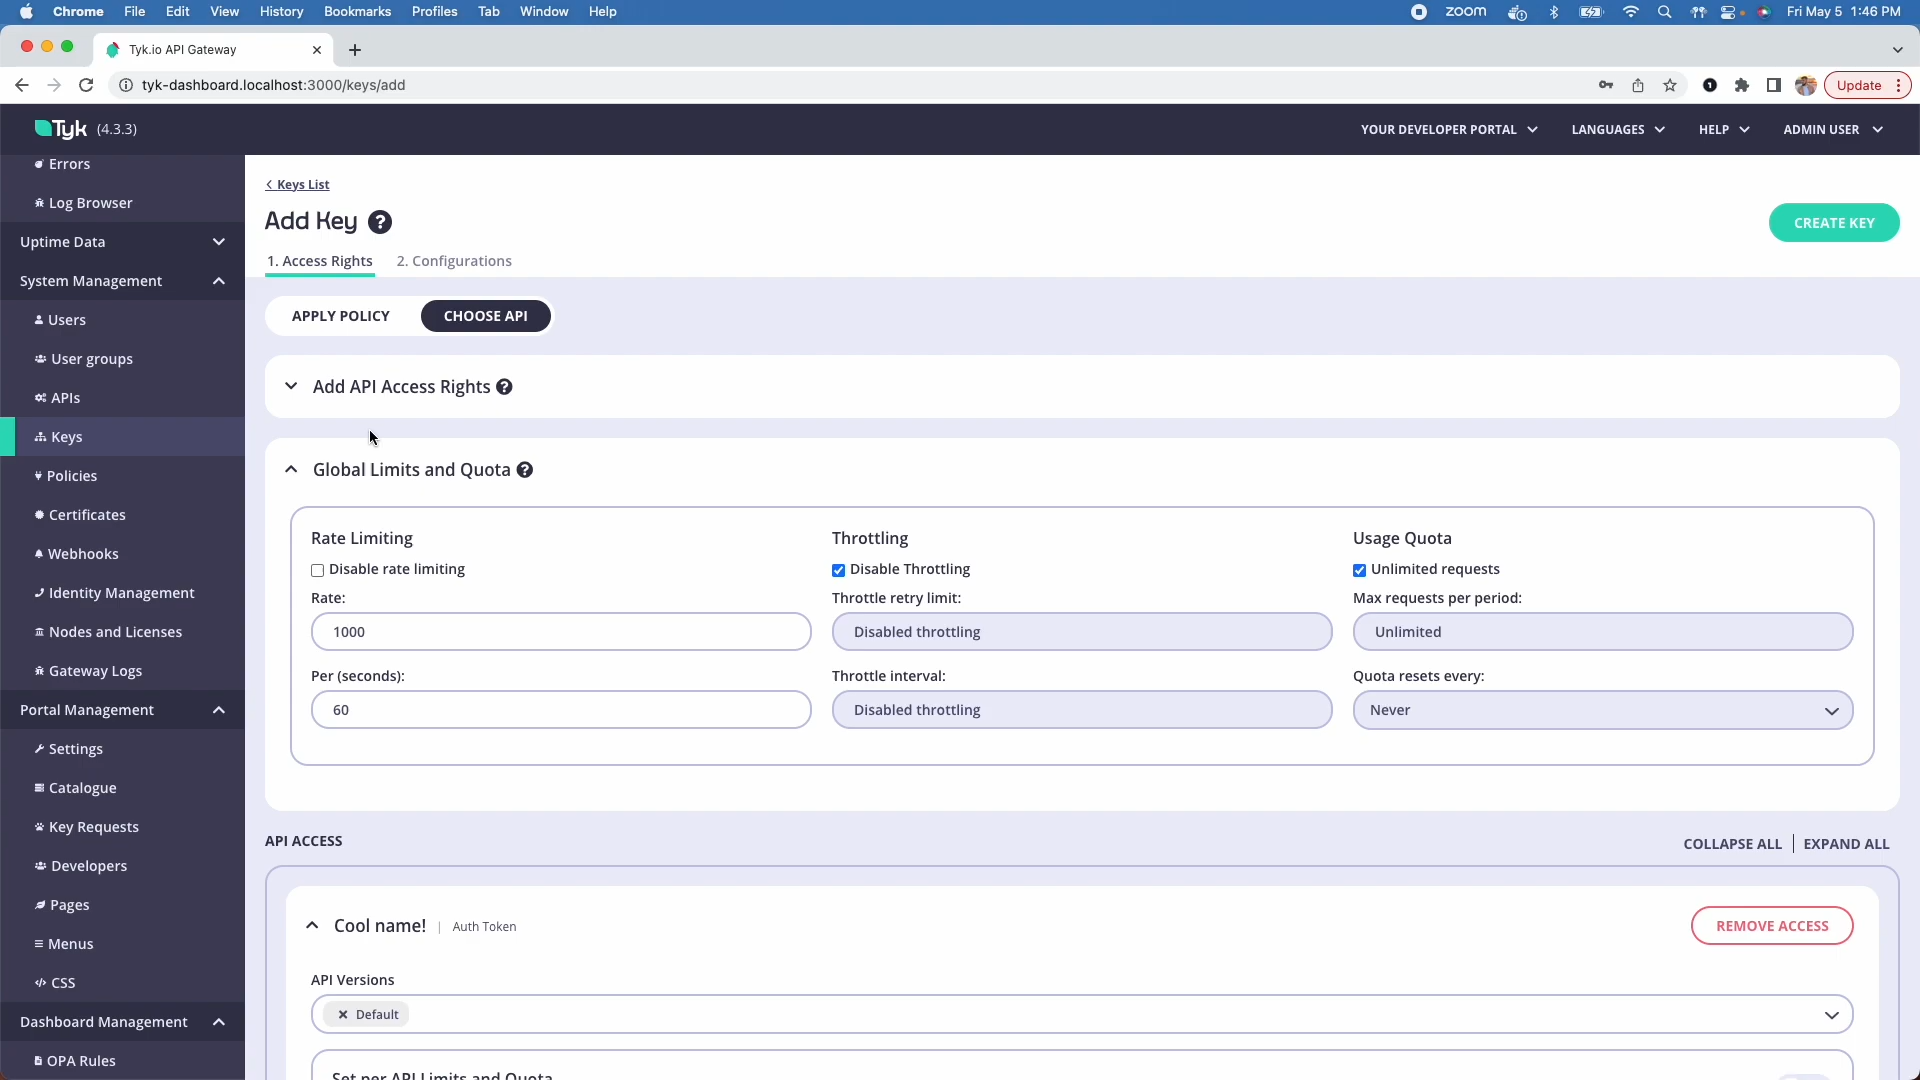 Chrome File Edit View History Bookmarks Profiles Tab Window Help zoom Fri May 5 1:46 PM
Tyk.io API Gateway
tyk-dashboard.localhost:3000/keys/add Update
Tyk (4.3.3) YOUR DEVELOPER PORTAL LANGUAGES HELP ADMIN USER
Errors
Log Browser
Uptime Data
System Management
Users
User groups
APIs
Keys
Policies
Certificates
Webhooks
Identity Management
Nodes and Licenses
Gateway Logs
Portal Management
Settings
Catalogue
Key Requests
Developers
Pages
Menus
CSS
Dashboard Management
OPA Rules
< Keys List
Add Key ?
CREATE KEY
1. Access Rights 2. Configurations
APPLY POLICY CHOOSE API
Add API Access Rights ?
Global Limits and Quota ?
Rate Limiting
Disable rate limiting
Rate:
1000
Per (seconds):
60
Throttling
Disable Throttling
Throttle retry limit:
Disabled throttling
Throttle interval:
Disabled throttling
Usage Quota
Unlimited requests
Max requests per period:
Unlimited
Quota resets every:
Never
API ACCESS COLLAPSE ALL | EXPAND ALL
Cool name! | Auth Token REMOVE ACCESS
API Versions
× Default
Set per API Limits and Quota